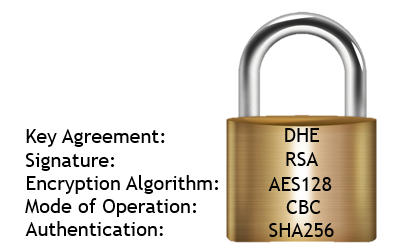 Key Agreement: DHE
Signature: RSA
Encryption Algorithm: AES128
Mode of Operation: CBC
Authentication: SHA256